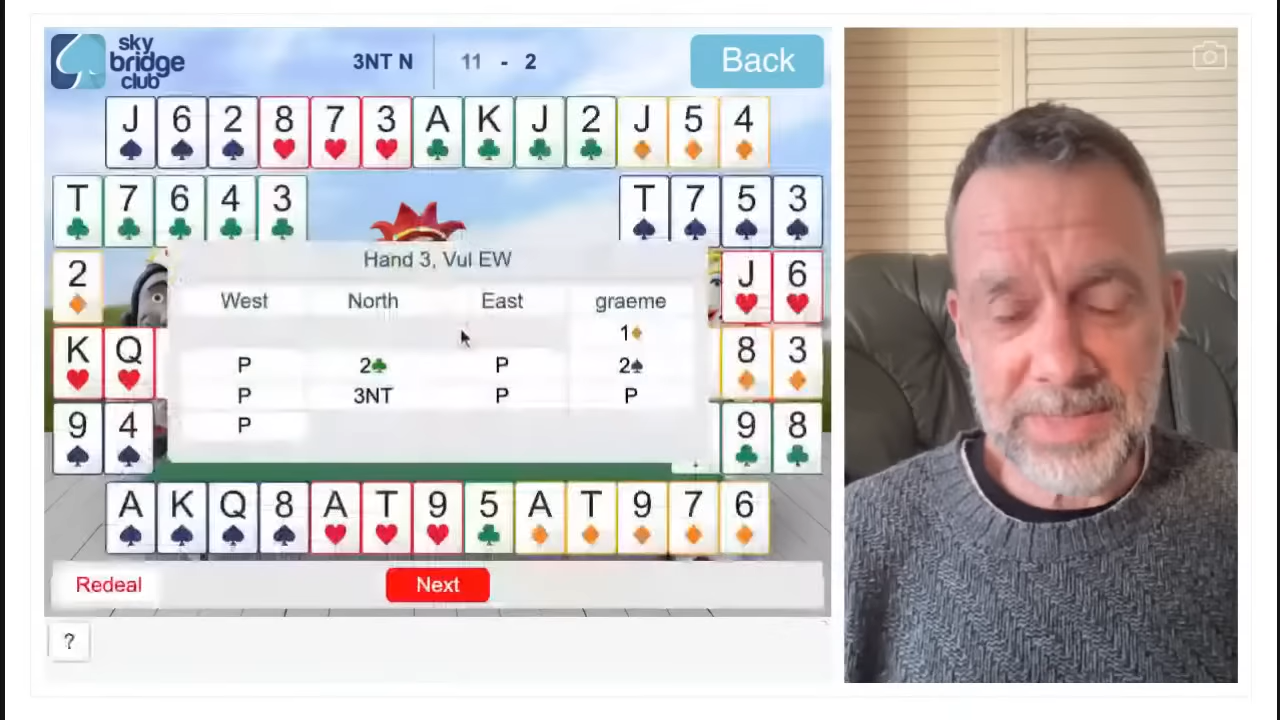 sky
bridge
club
3NT N 11 - 2
Back
J♠ 6♠ 2♠ 8♥ 7♥ 3♥ A♣ K♣ J♣ 2♣ J♦ 5♦ 4♦
T♣ 7♣ 6♣ 4♣ 3♣
T♠ 7♠ 5♠ 3♠
2♦
J♥ 6♥
K♥ Q♥
8♦ 3♦
9♠ 4♠
9♣ 8♣
Hand 3, Vul EW
West North East graeme
1♦
P 2♣ P 2♠
P 3NT P P
P
A♠ K♠ Q♠ 8♠ A♥ T♥ 9♥ 5♣ A♦ T♦ 9♦ 7♦ 6♦
Redeal Next
?